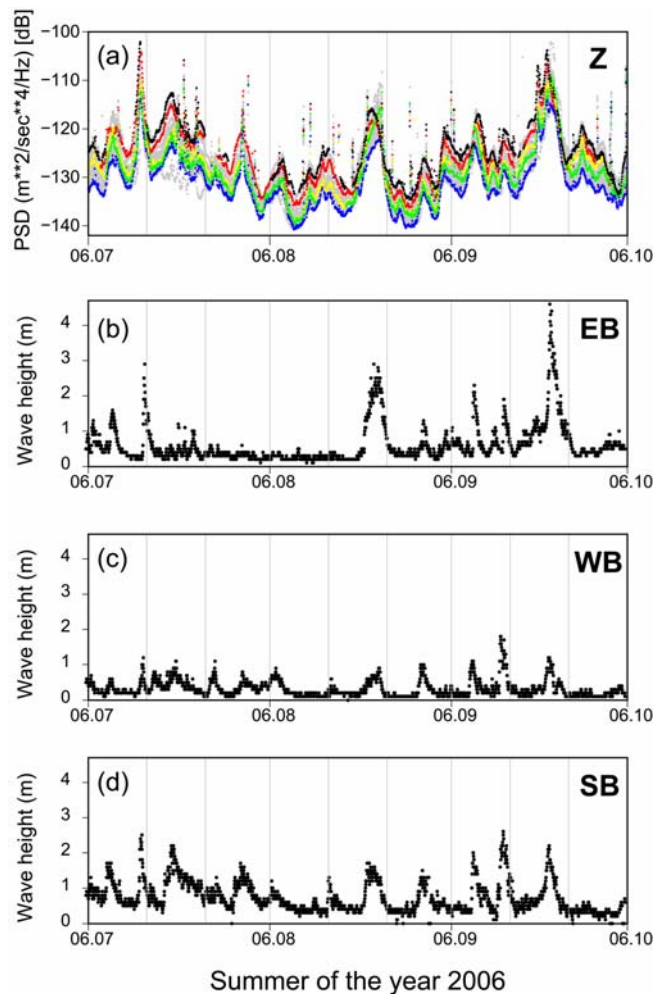 (a)
Z
PSD (m**2/sec**4/Hz) [dB]
−100
−110
−120
−130
−140
06.07
06.08
06.09
06.10
(b)
EB
Wave height (m)
4
3
2
1
0
06.07
06.08
06.09
06.10
(c)
WB
Wave height (m)
4
3
2
1
0
06.07
06.08
06.09
06.10
(d)
SB
Wave height (m)
4
3
2
1
0
06.07
06.08
06.09
06.10
Summer of the year 2006